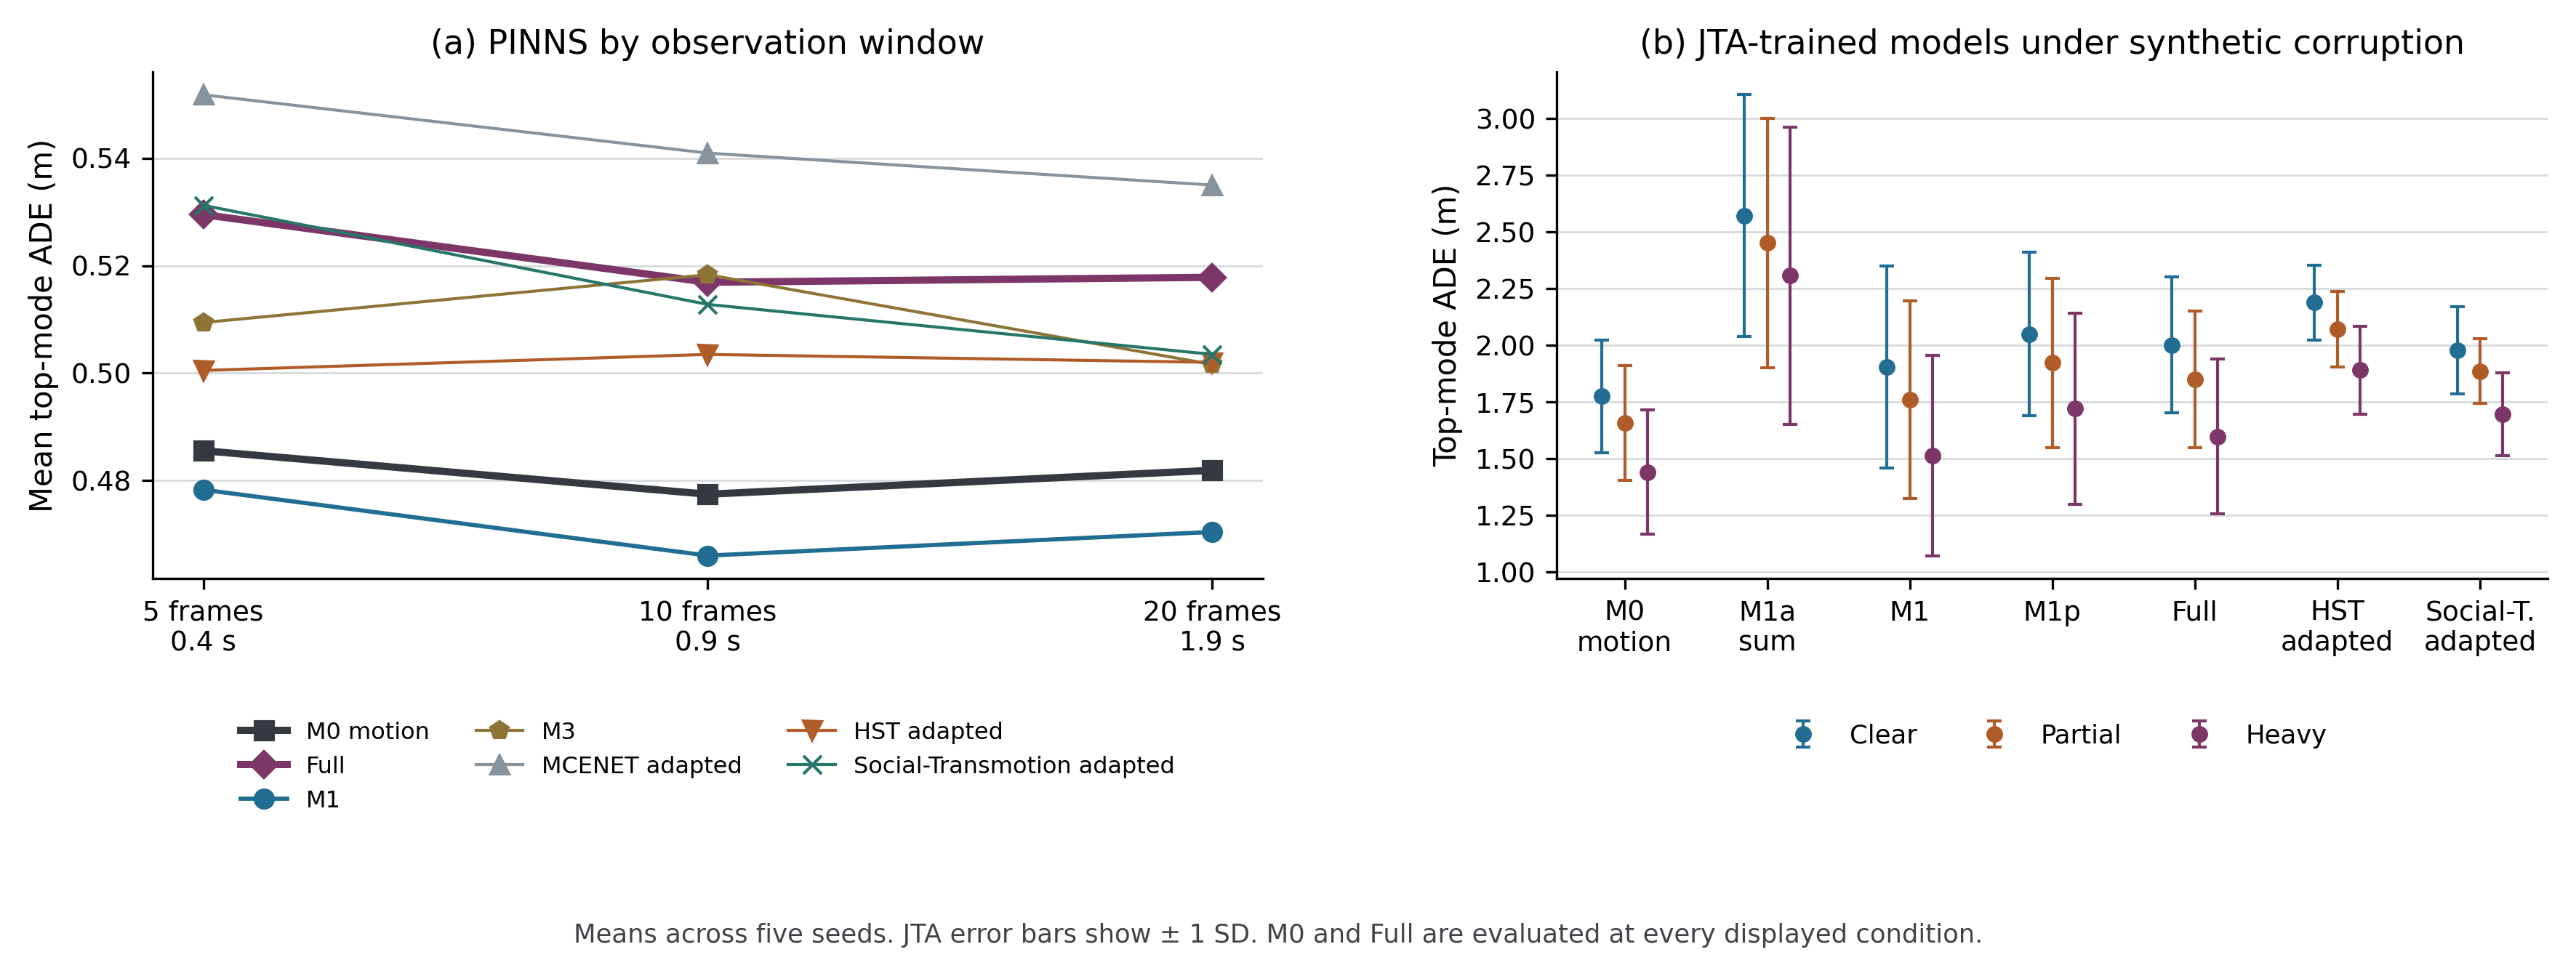 (a) PINNS by observation window
Mean top-mode ADE (m)
0.54
0.52
0.50
0.48
5 frames
0.4 s
10 frames
0.9 s
20 frames
1.9 s
M0 motion
Full
M1
M3
MCENET adapted
HST adapted
Social-Transmotion adapted
(b) JTA-trained models under synthetic corruption
Top-mode ADE (m)
3.00
2.75
2.50
2.25
2.00
1.75
1.50
1.25
1.00
M0
motion
M1a
sum
M1
M1p
Full
HST
adapted
Social-T.
adapted
Clear
Partial
Heavy
Means across five seeds. JTA error bars show ± 1 SD. M0 and Full are evaluated at every displayed condition.